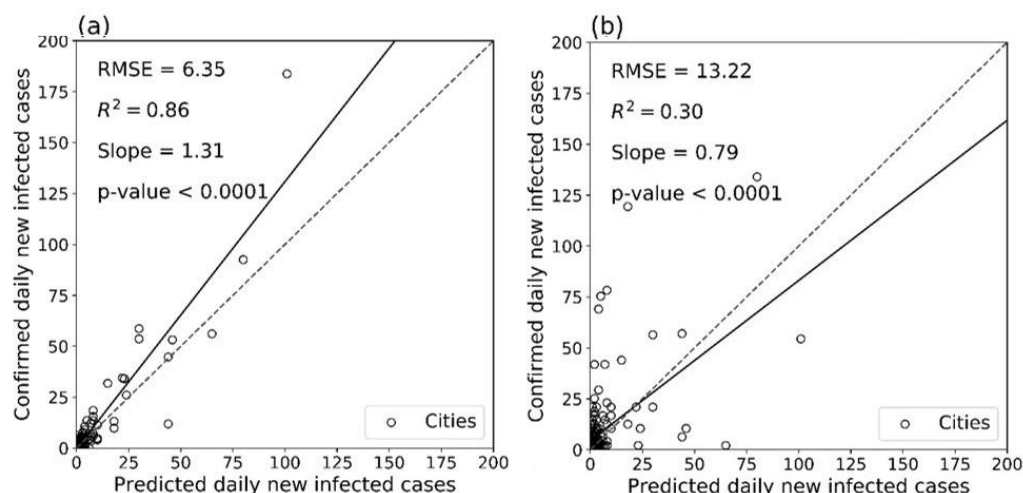 (a)
Confirmed daily new infected cases
200
175
150
125
100
75
50
25
0
RMSE = 6.35
R² = 0.86
Slope = 1.31
p-value < 0.0001
Cities
0 25 50 75 100 125 150 175 200
Predicted daily new infected cases
(b)
Confirmed daily new infected cases
200
175
150
125
100
75
50
25
0
RMSE = 13.22
R² = 0.30
Slope = 0.79
p-value < 0.0001
Cities
0 25 50 75 100 125 150 175 200
Predicted daily new infected cases